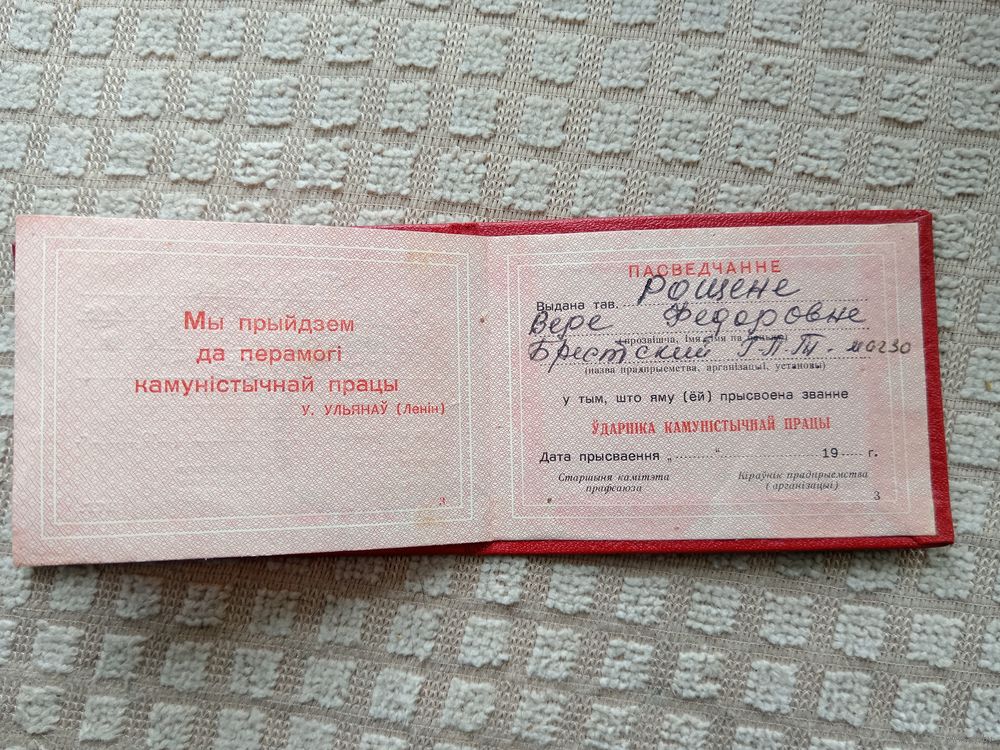 Мы прыйдзем
да перамогі
камуністычнай працы
У. УЛЬЯНАЎ (Ленін)
3
ПАСВЕДЧАННЕ
Выдана тав. Рощене
Вере Федоровне
(прозвішча, імя, імя па бацьку)
Брестский
(назва прадпрыемства, арганізацыі, установы)
у тым, што яму (ёй) прысвоена званне
ЎДАРНІКА КАМУНІСТЫЧНАЙ ПРАЦЫ
Дата прысваення „ “ 19 г.
Старшыня камітэта
прафсаюза
Кіраўнік прадпрыемства
(арганізацыі)
3